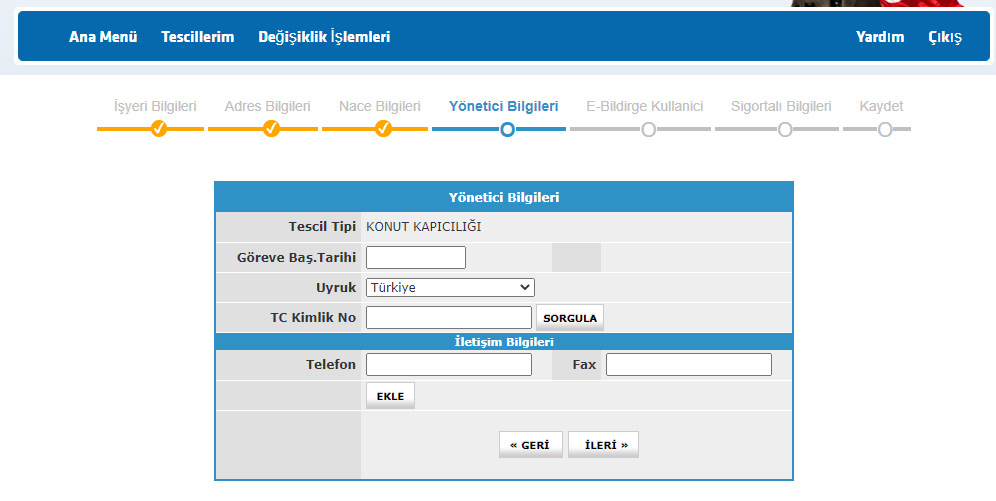 Ana Menü Tescillerim Değişiklik İşlemleri Yardım Çıkış
İşyeri Bilgileri Adres Bilgileri Nace Bilgileri Yönetici Bilgileri E-Bildirge Kullanici Sigortalı Bilgileri Kaydet
Yönetici Bilgileri
Tescil Tipi KONUT KAPICILIĞI
Göreve Baş.Tarihi
Uyruk Türkiye
TC Kimlik No SORGULA
İletişim Bilgileri
Telefon Fax
EKLE
« GERİ İLERİ »